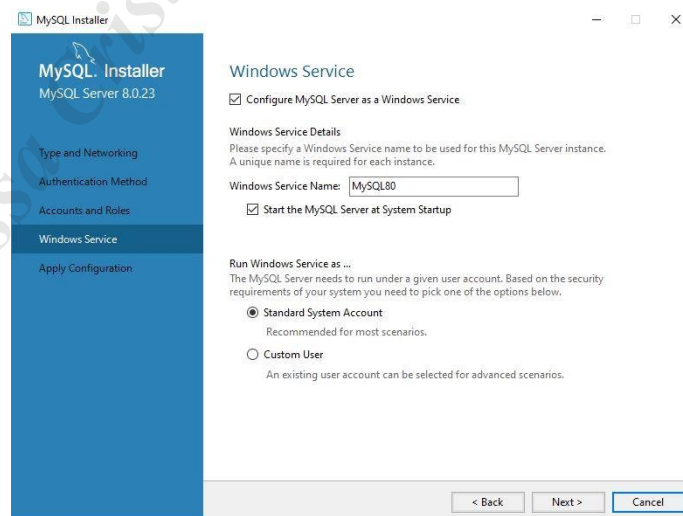 MySQL Installer
MySQL. Installer
MySQL Server 8.0.23
Type and Networking
Authentication Method
Accounts and Roles
Windows Service
Apply Configuration
Windows Service
Configure MySQL Server as a Windows Service
Windows Service Details
Please specify a Windows Service name to be used for this MySQL Server instance.
A unique name is required for each instance.
Windows Service Name: MySQL80
Start the MySQL Server at System Startup
Run Windows Service as ...
The MySQL Server needs to run under a given user account. Based on the security
requirements of your system you need to pick one of the options below.
Standard System Account
Recommended for most scenarios.
Custom User
An existing user account can be selected for advanced scenarios.
< Back
Next >
Cancel